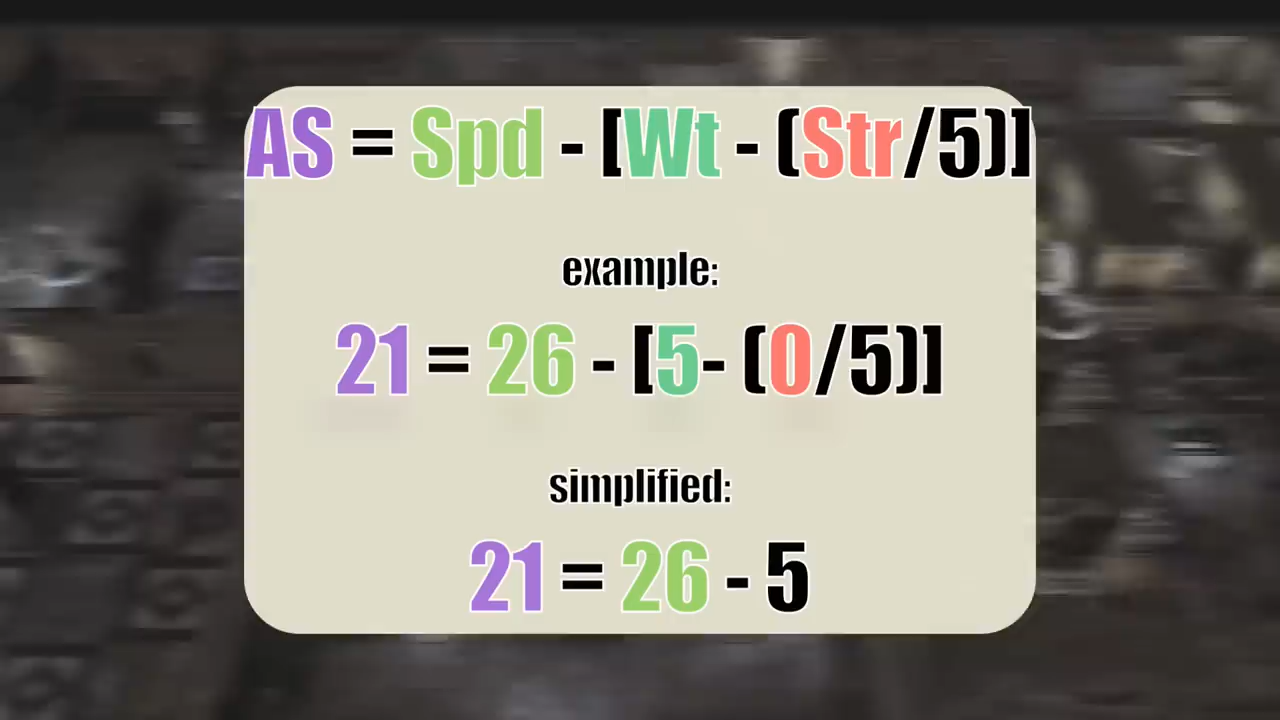 AS = Spd - [Wt - (Str/5)]
example:
21 = 26 - [5- (0/5)]
simplified:
21 = 26 - 5